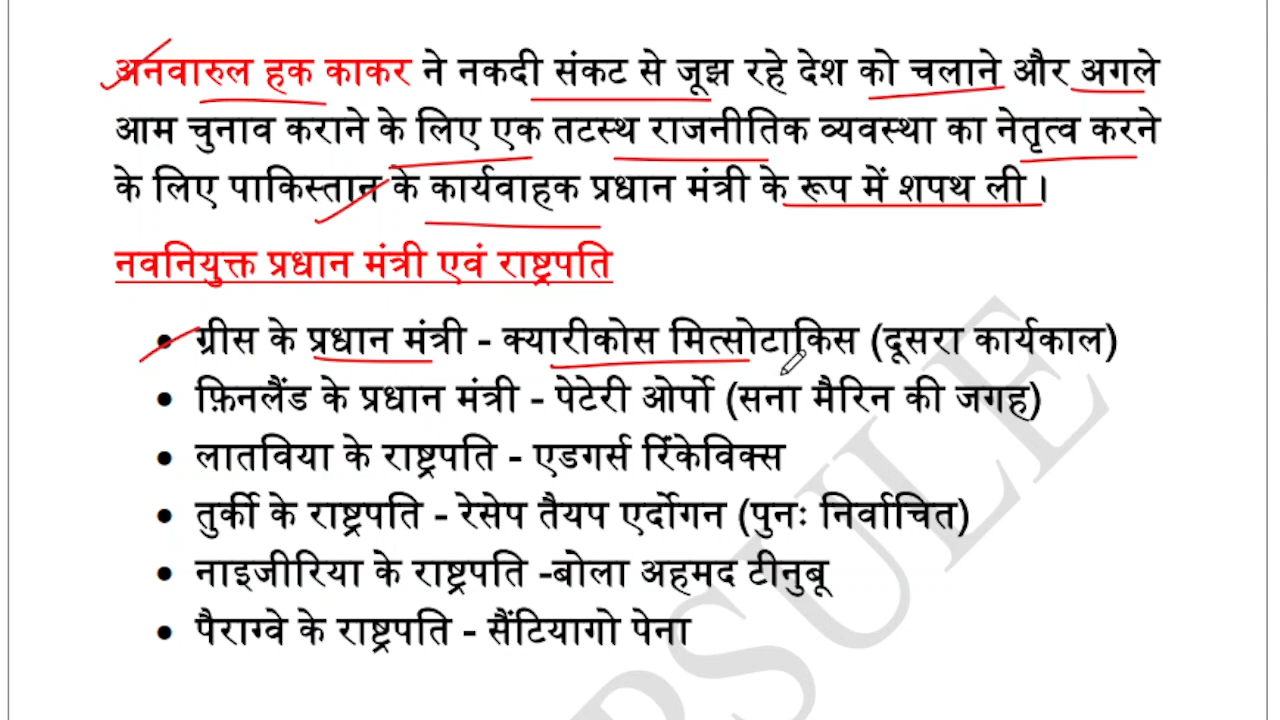 अनवारुल हक काकर ने नकदी संकट से जूझ रहे देश को चलाने और अगले
आम चुनाव कराने के लिए एक तटस्थ राजनीतिक व्यवस्था का नेतृत्व करने
के लिए पाकिस्तान के कार्यवाहक प्रधान मंत्री के रूप में शपथ ली ।
नवनियुक्त प्रधान मंत्री एवं राष्ट्रपति
• ग्रीस के प्रधान मंत्री - क्यारीकोस मित्सोटाकिस (दूसरा कार्यकाल)
• फ़िनलैंड के प्रधान मंत्री - पेटेरी ओर्पो (सना मैरिन की जगह)
• लातविया के राष्ट्रपति - एडगर्स रिंकेविक्स
• तुर्की के राष्ट्रपति - रेसेप तैयप एर्दोगन (पुनः निर्वाचित)
• नाइजीरिया के राष्ट्रपति -बोला अहमद टीनुबू
• पैराग्वे के राष्ट्रपति - सैंटियागो पेना
PSULE